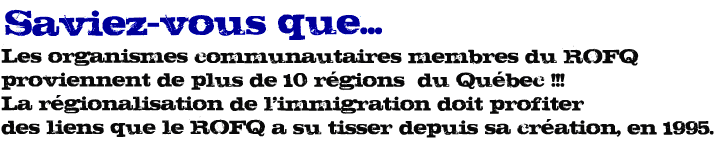 Saviez-vous que...
Les organismes communautaires membres du ROFQ
proviennent de plus de 10 régions du Québec !!!
La régionalisation de l'immigration doit profiter
des liens que le ROFQ a su tisser depuis sa création, en 1995.